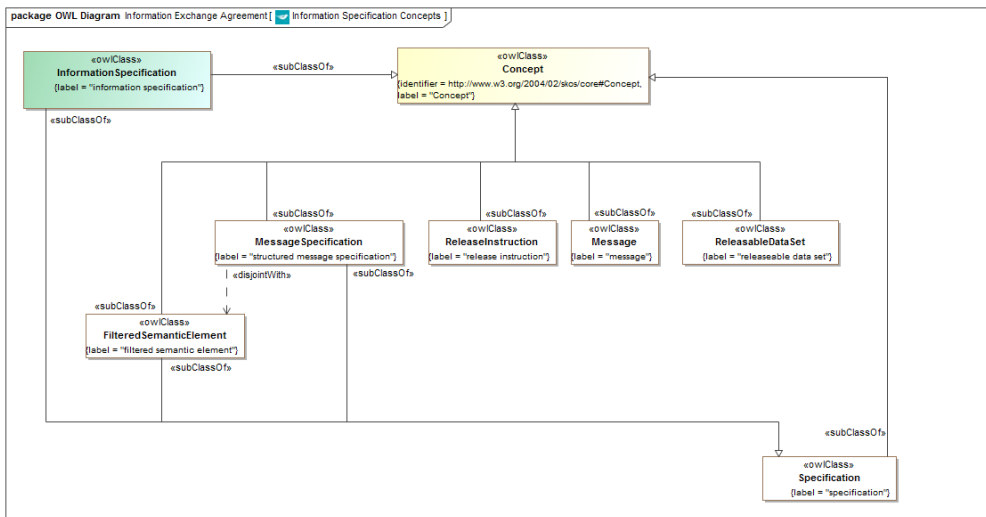 package OWL Diagram Information Exchange Agreement [ Information Specification Concepts ]
«owlClass»
InformationSpecification
{label = "information specification"}
«subClassOf»
«owlClass»
Concept
{identifier = http://www.w3.org/2004/02/skos/core#Concept,
label = "Concept"}
«subClassOf»
«subClassOf»
«subClassOf»
«subClassOf»
«subClassOf»
«owlClass»
MessageSpecification
{label = "structured message specification"}
«owlClass»
ReleaseInstruction
{label = "release instruction"}
«owlClass»
Message
{label = "message"}
«owlClass»
ReleasableDataSet
{label = "releaseable data set"}
«disjointWith»
«subClassOf»
«subClassOf»
«owlClass»
FilteredSemanticElement
{label = "filtered semantic element"}
«subClassOf»
«subClassOf»
«owlClass»
Specification
{label = "specification"}